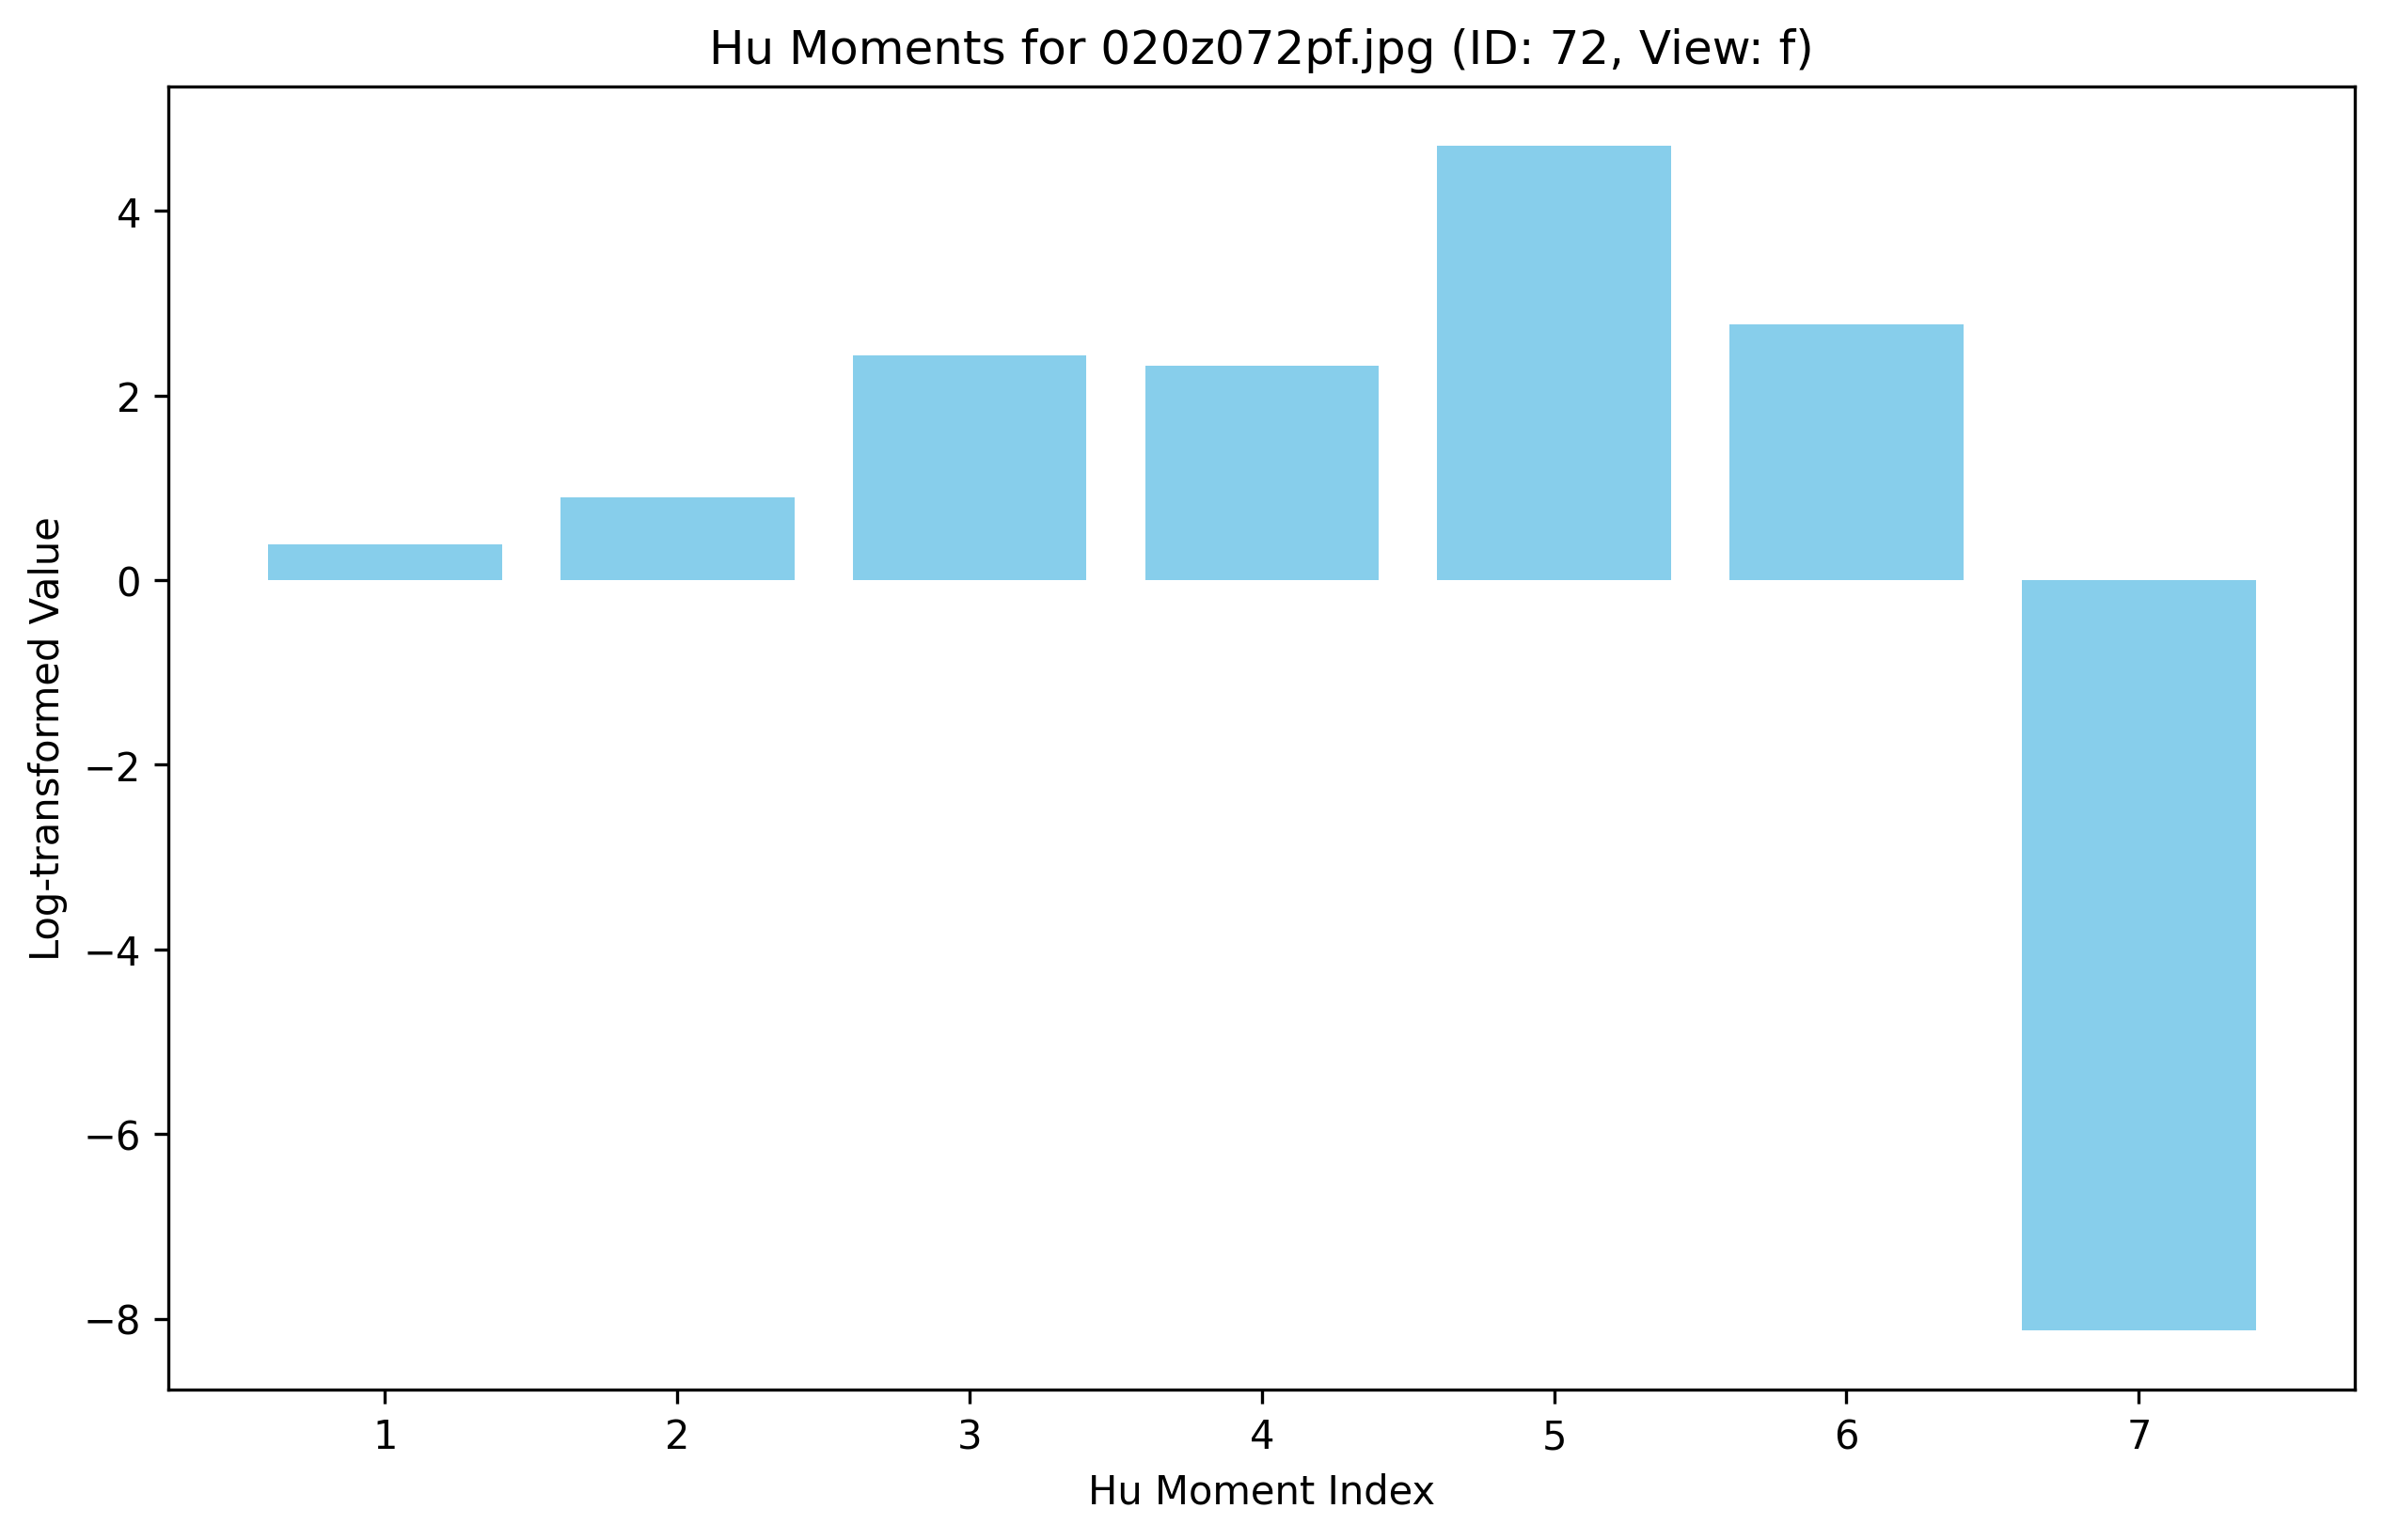 Hu Moments for 020z072pf.jpg (ID: 72, View: f)
Log-transformed Value
4
2
0
−2
−4
−6
−8
1 2 3 4 5 6 7
Hu Moment Index